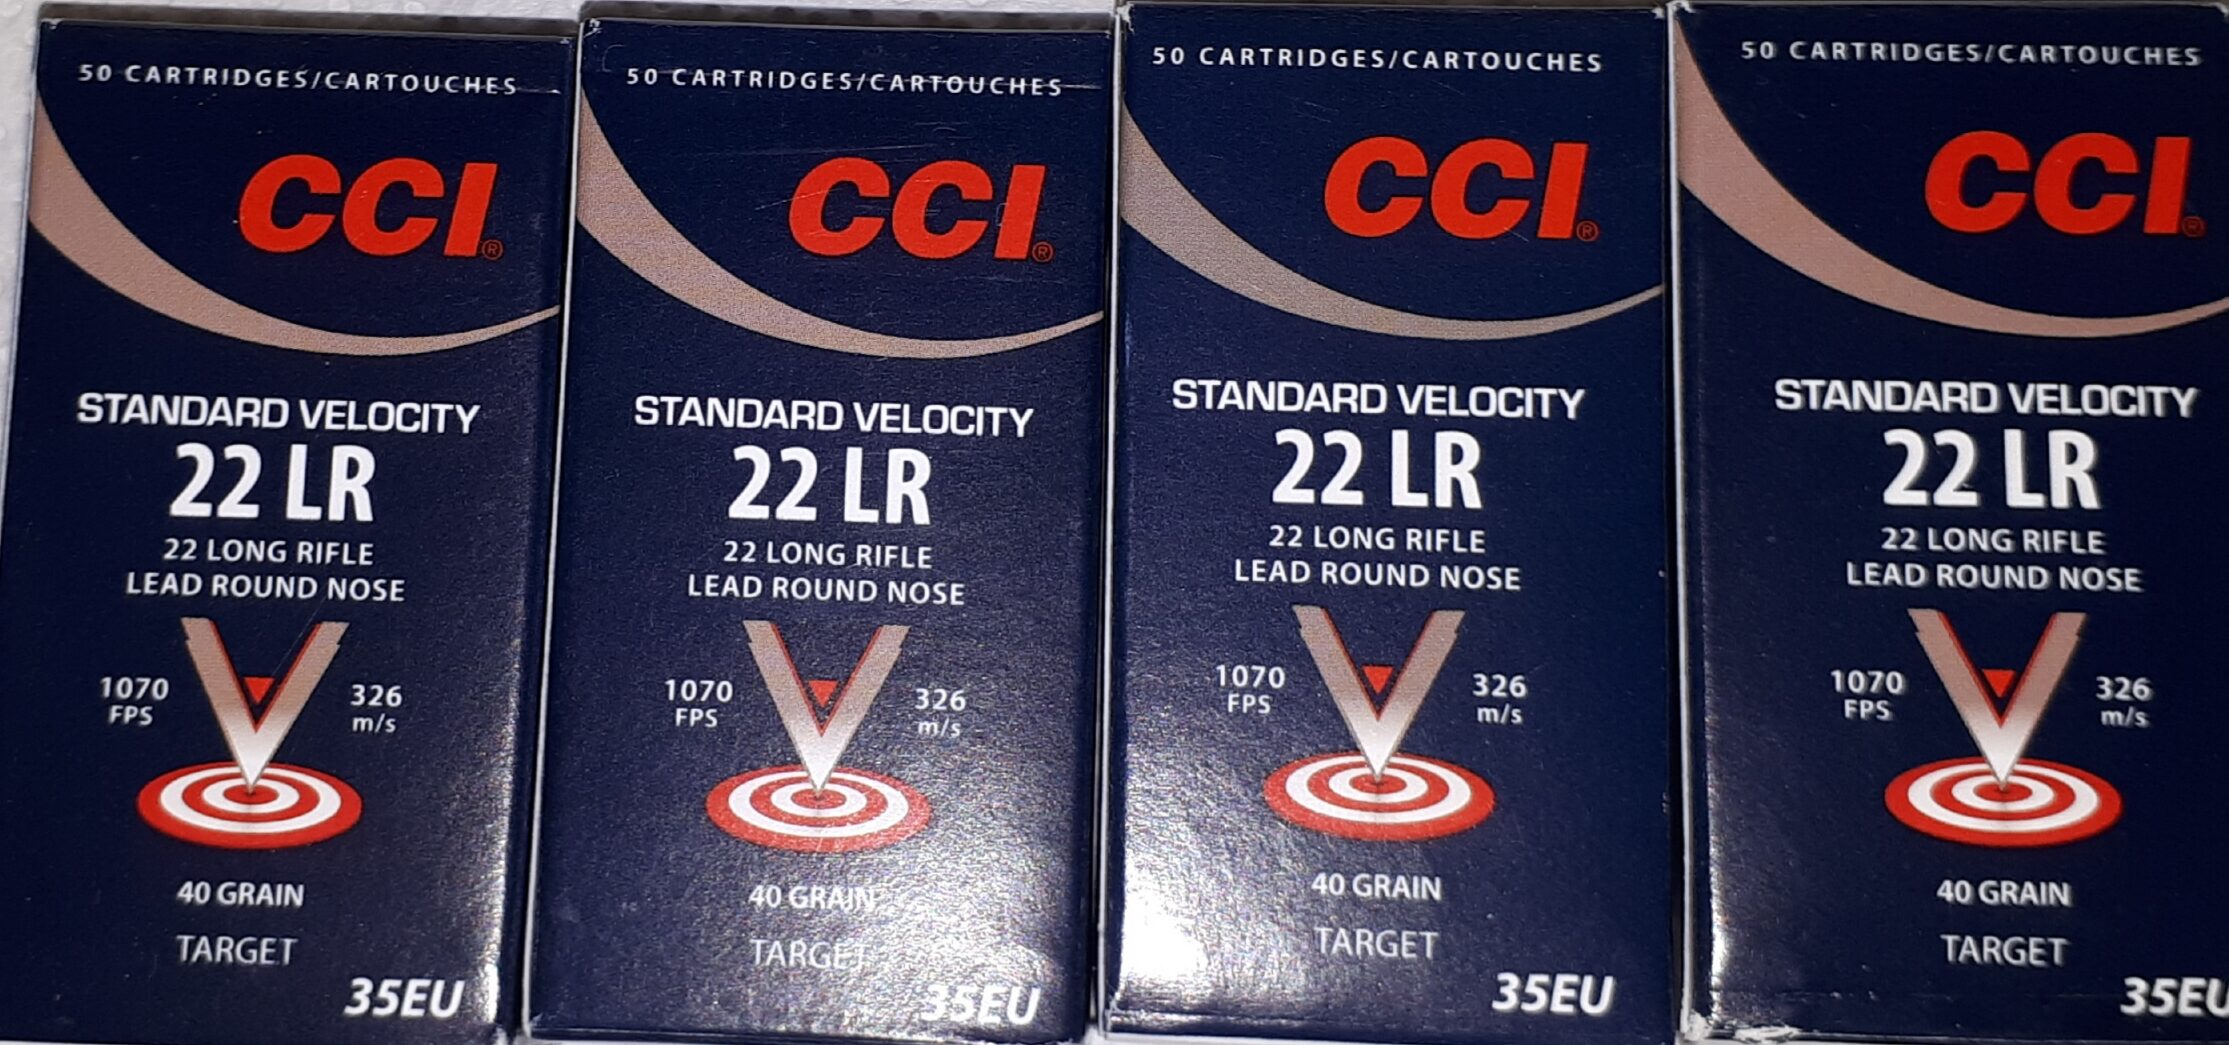 50 CARTRIDGES/CARTOUCHES
CCI®
STANDARD VELOCITY
22 LR
22 LONG RIFLE
LEAD ROUND NOSE
1070
FPS
326
m/s
40 GRAIN
TARGET
35EU
50 CARTRIDGES/CARTOUCHES
CCI®
STANDARD VELOCITY
22 LR
22 LONG RIFLE
LEAD ROUND NOSE
1070
FPS
326
m/s
40 GRAIN
TARGET
35EU
50 CARTRIDGES/CARTOUCHES
CCI®
STANDARD VELOCITY
22 LR
22 LONG RIFLE
LEAD ROUND NOSE
1070
FPS
326
m/s
40 GRAIN
TARGET
35EU
50 CARTRIDGES/CARTOUCHES
CCI®
STANDARD VELOCITY
22 LR
22 LONG RIFLE
LEAD ROUND NOSE
1070
FPS
326
m/s
40 GRAIN
TARGET
35EU